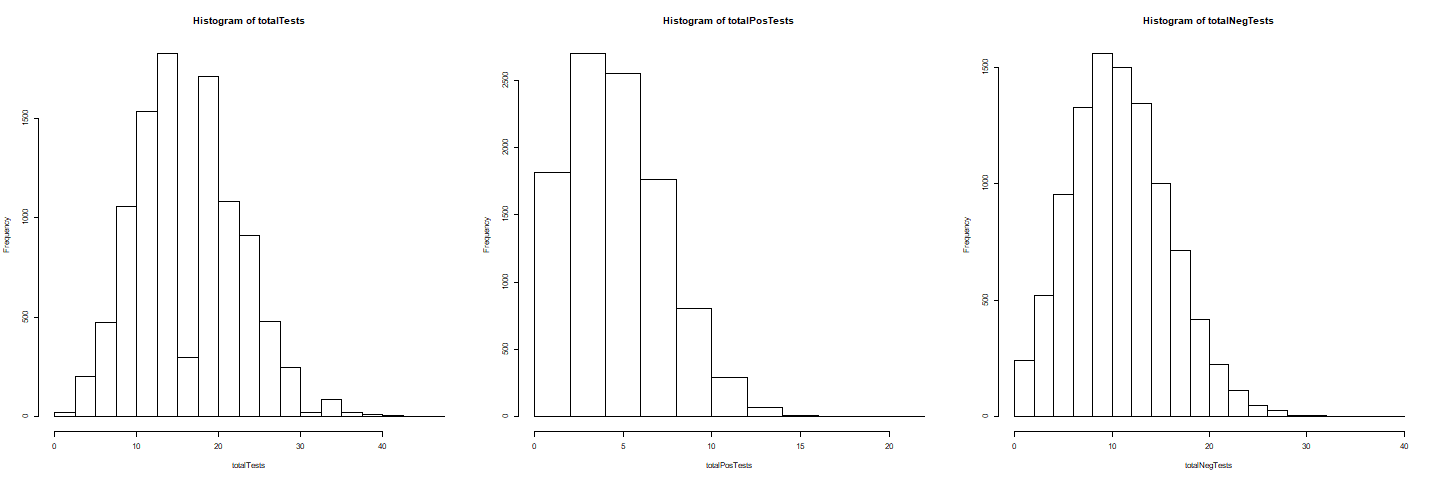 Histogram of totalTests
Frequency
1500
1000
500
0
0 10 20 30 40
totalTests
Histogram of totalPosTests
Frequency
2500
2000
1500
1000
500
0
0 5 10 15 20
totalPosTests
Histogram of totalNegTests
Frequency
1500
1000
500
0
0 10 20 30 40
totalNegTests